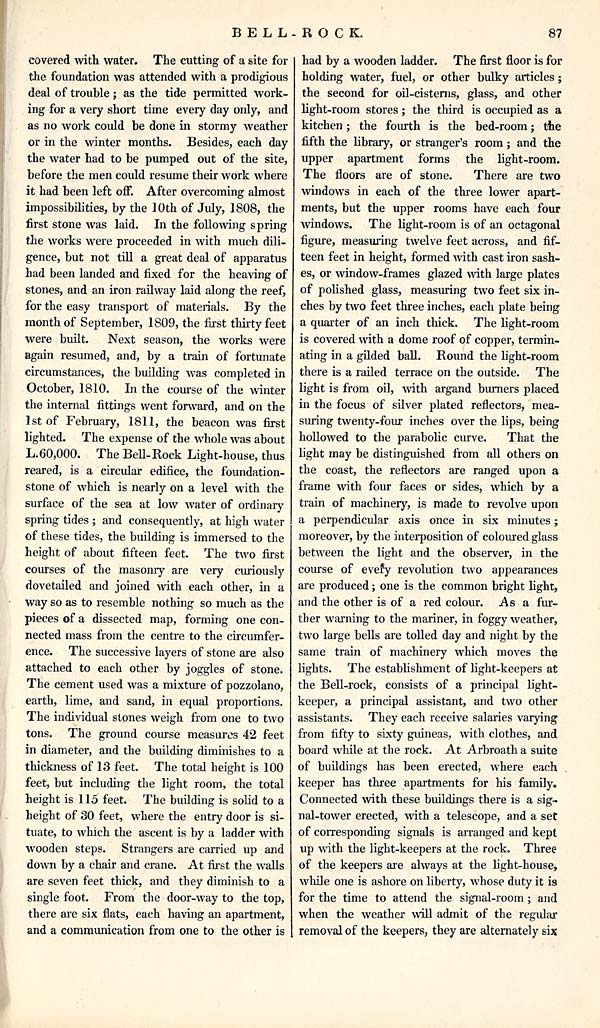 BELL-ROCK. 87
covered with water. The cutting of a site for
the foundation was attended with a prodigious
deal of trouble; as the tide permitted work-
ing for a very short time every day only, and
as no work could be done in stormy weather
or in the winter months. Besides, each day
the water had to be pumped out of the site,
before the men could resume their work where
it had been left off. After overcoming almost
impossibilities, by the 10th of July, 1808, the
first stone was laid. In the following spring
the works were proceeded in with much dili-
gence, but not till a great deal of apparatus
had been landed and fixed for the heaving of
stones, and an iron railway laid along the reef,
for the easy transport of materials. By the
month of September, 1809, the first thirty feet
were built. Next season, the works were
again resumed, and, by a train of fortunate
circumstances, the building was completed in
October, 1810. In the course of the winter
the internal fittings went forward, and on the
1st of February, 1811, the beacon was first
lighted. The expense of the whole was about
L.60,000. The Bell-Rock Light-house, thus
reared, is a circular edifice, the foundation-
stone of which is nearly on a level with the
surface of the sea at low water of ordinary
spring tides; and consequently, at high water
of these tides, the building is immersed to the
height of about fifteen feet. The two first
courses of the masonry are very curiously
dovetailed and joined with each other, in a
way so as to resemble nothing so much as the
pieces of a dissected map, forming one con-
nected mass from the centre to the circumfer-
ence. The successive layers of stone are also
attached to each other by joggles of stone.
The cement used was a mixture of pozzolano,
earth, lime, and sand, in equal proportions.
The individual stones weigh from one to two
tons. The ground course measures 42 feet
in diameter, and the building diminishes to a
thickness of 13 feet. The total height is 100
feet, but including the light room, the total
height is 115 feet. The building is solid to a
height of 30 feet, where the entry door is si-
tuate, to which the ascent is by a ladder with
wooden steps. Strangers are carried up and
down by a chair and crane. At first the walls
are seven feet thick, and they diminish to a
single foot. From the door-way to the top,
there are six flats, each having an apartment,
and a communication from one to the other is
had by a wooden ladder. The first floor is for
holding water, fuel, or other bulky articles;
the second for oil-cisterns, glass, and other
light-room stores; the third is occupied as a
kitchen; the fourth is the bed-room; the
fifth the library, or stranger's room; and the
upper apartment forms the light-room.
The floors are of stone. There are two
windows in each of the three lower apart-
ments, but the upper rooms have each four
windows. The light-room is of an octagonal
figure, measuring twelve feet across, and fif-
teen feet in height, formed with cast iron sash-
es, or window-frames glazed with large plates
of polished glass, measuring two feet six in-
ches by two feet three inches, each plate being
a quarter of an inch thick. The light-room
is covered with a dome roof of copper, termin-
ating in a gilded ball. Round the light-room
there is a railed terrace on the outside. The
light is from oil, with argand burners placed
in the focus of silver plated reflectors, mea-
suring twenty-four inches over the lips, being
hollowed to the parabolic curve. That the
light may be distinguished from all others on
the coast, the reflectors are ranged upon a
frame with four faces or sides, which by a
train of machinery, is made to revolve upon
a perpendicular axis once in six minutes;
moreover, by the interposition of coloured glass
between the light and the observer, in the
course of every revolution two appearances
are produced; one is the common bright light,
and the other is of a red colour. As a fur-
ther warning to the mariner, in foggy weather,
two large bells are tolled day and night by the
same train of machinery which moves the
lights. The establishment of light-keepers at
the Bell-rock, consists of a principal light-
keeper, a principal assistant, and two other
assistants. They each receive salaries varying
from fifty to sixty guineas, with clothes, and
board while at the rock. At Arbroath a suite
of buildings has been erected, where each
keeper has three apartments for his family.
Connected with these buildings there is a sig-
nal-tower erected, with a telescope, and a set
of corresponding signals is arranged and kept
up with the light-keepers at the rock. Three
of the keepers are always at the light-house,
while one is ashore on liberty, whose duty it is
for the time to attend the signal-room; and
when the weather will admit of the regular
removal of the keepers, they are alternately six